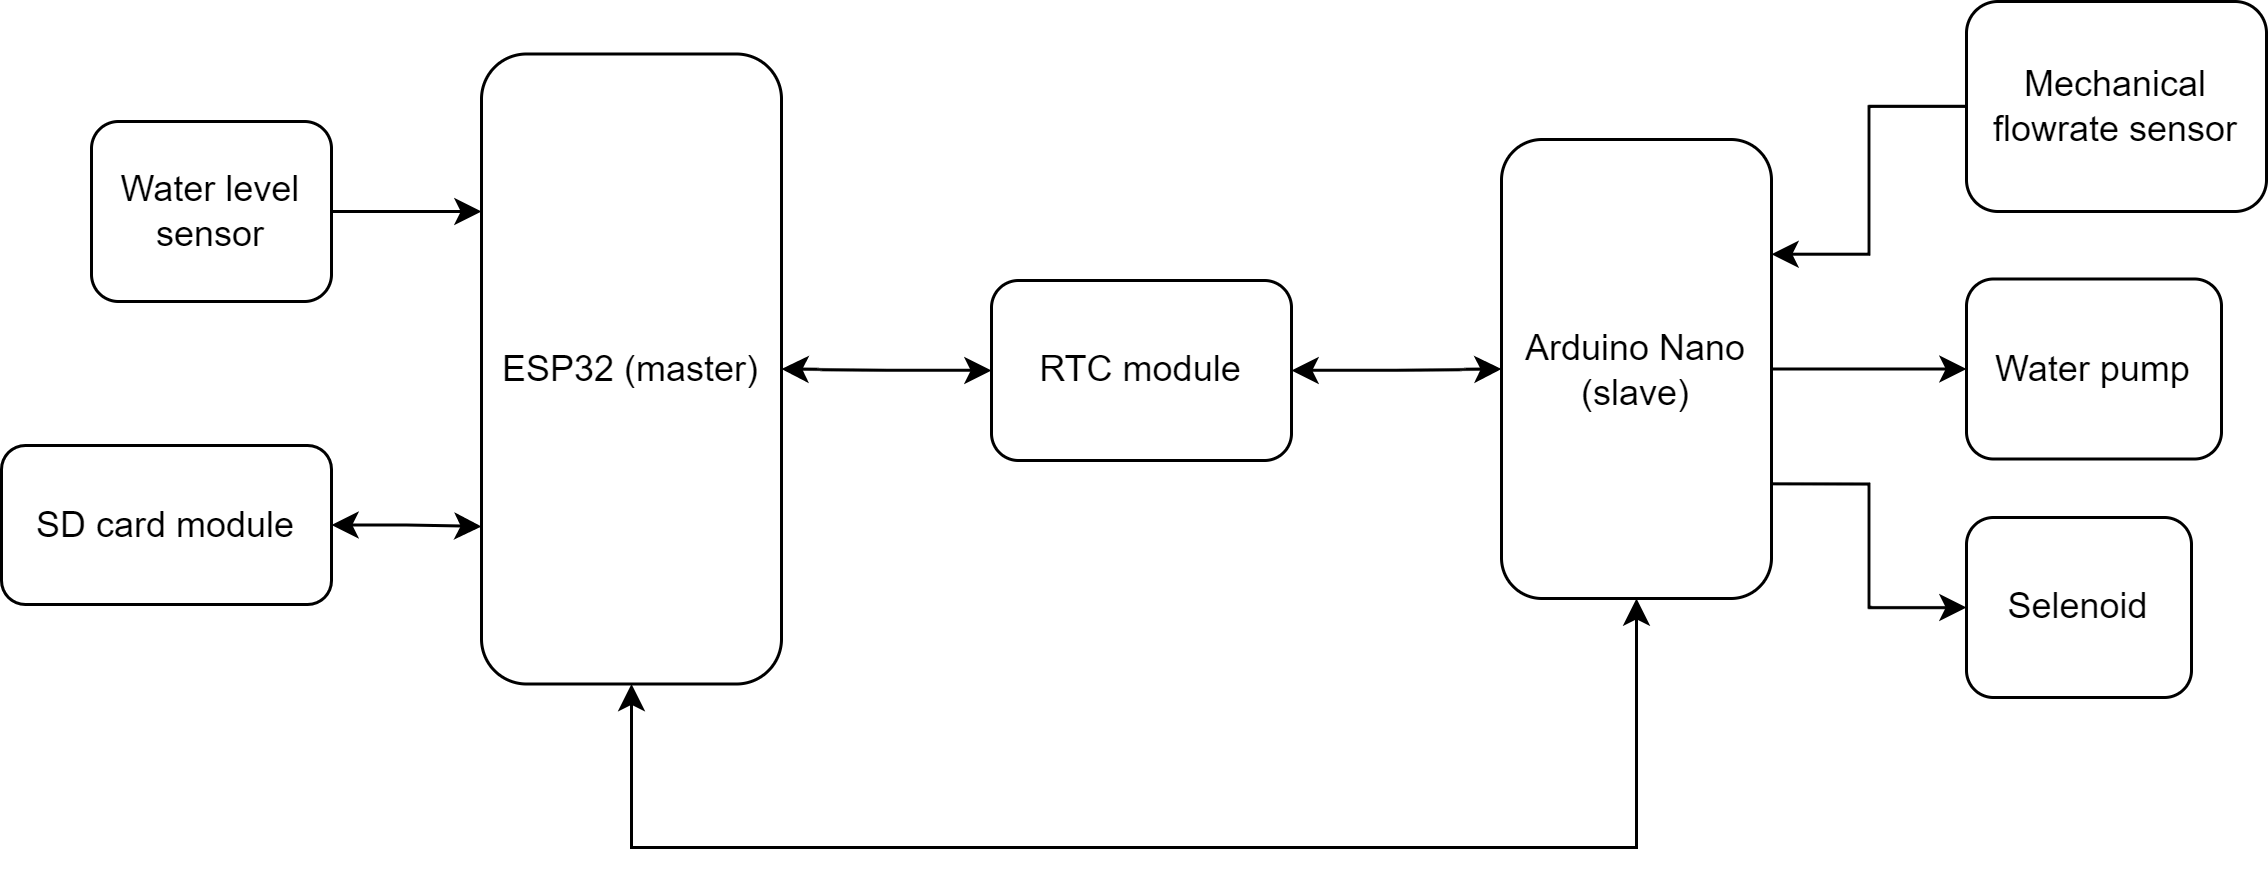 Water level
sensor
SD card module
ESP32 (master)
RTC module
Arduino Nano
(slave)
Mechanical
flowrate sensor
Water pump
Selenoid